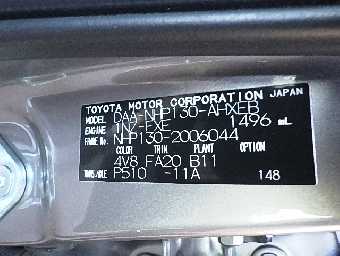 TOYOTA MOTOR CORPORATION JAPAN
MODEL DAA-NHP130-AHXEB
ENGINE 1NZ-FXE 1496 mL
FRAME No. NHP130-2006044
COLOR TRIM PLANT OPTION
4V8 FA20 B11
TRANS./AXLE P510 -11A 148